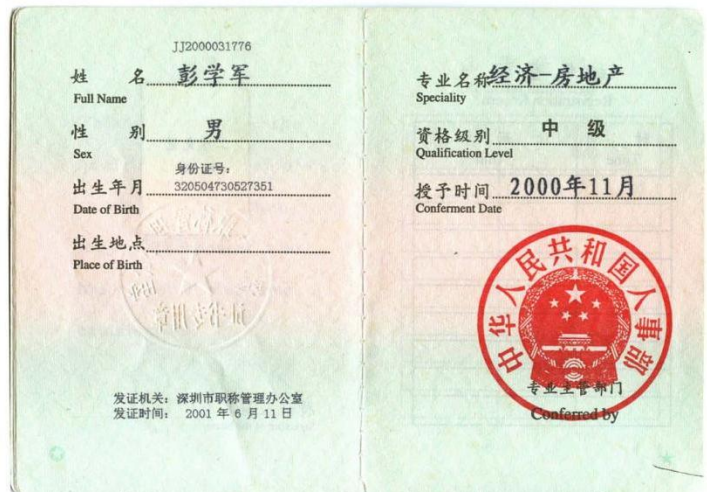 JJ2000031776
姓 名 彭学军
Full Name
性 别 男
Sex
身份证号:
出生年月 320504730527351
Date of Birth
出生地点
Place of Birth
证书专用章
发证机关: 深圳市职称管理办公室
发证时间: 2001 年 6 月 11 日
专业名称 经济-房地产
Speciality
资格级别 中 级
Qualification Level
授予时间 2000年11月
Conferment Date
中华人民共和国人事部
专业主管部门
Conferred by